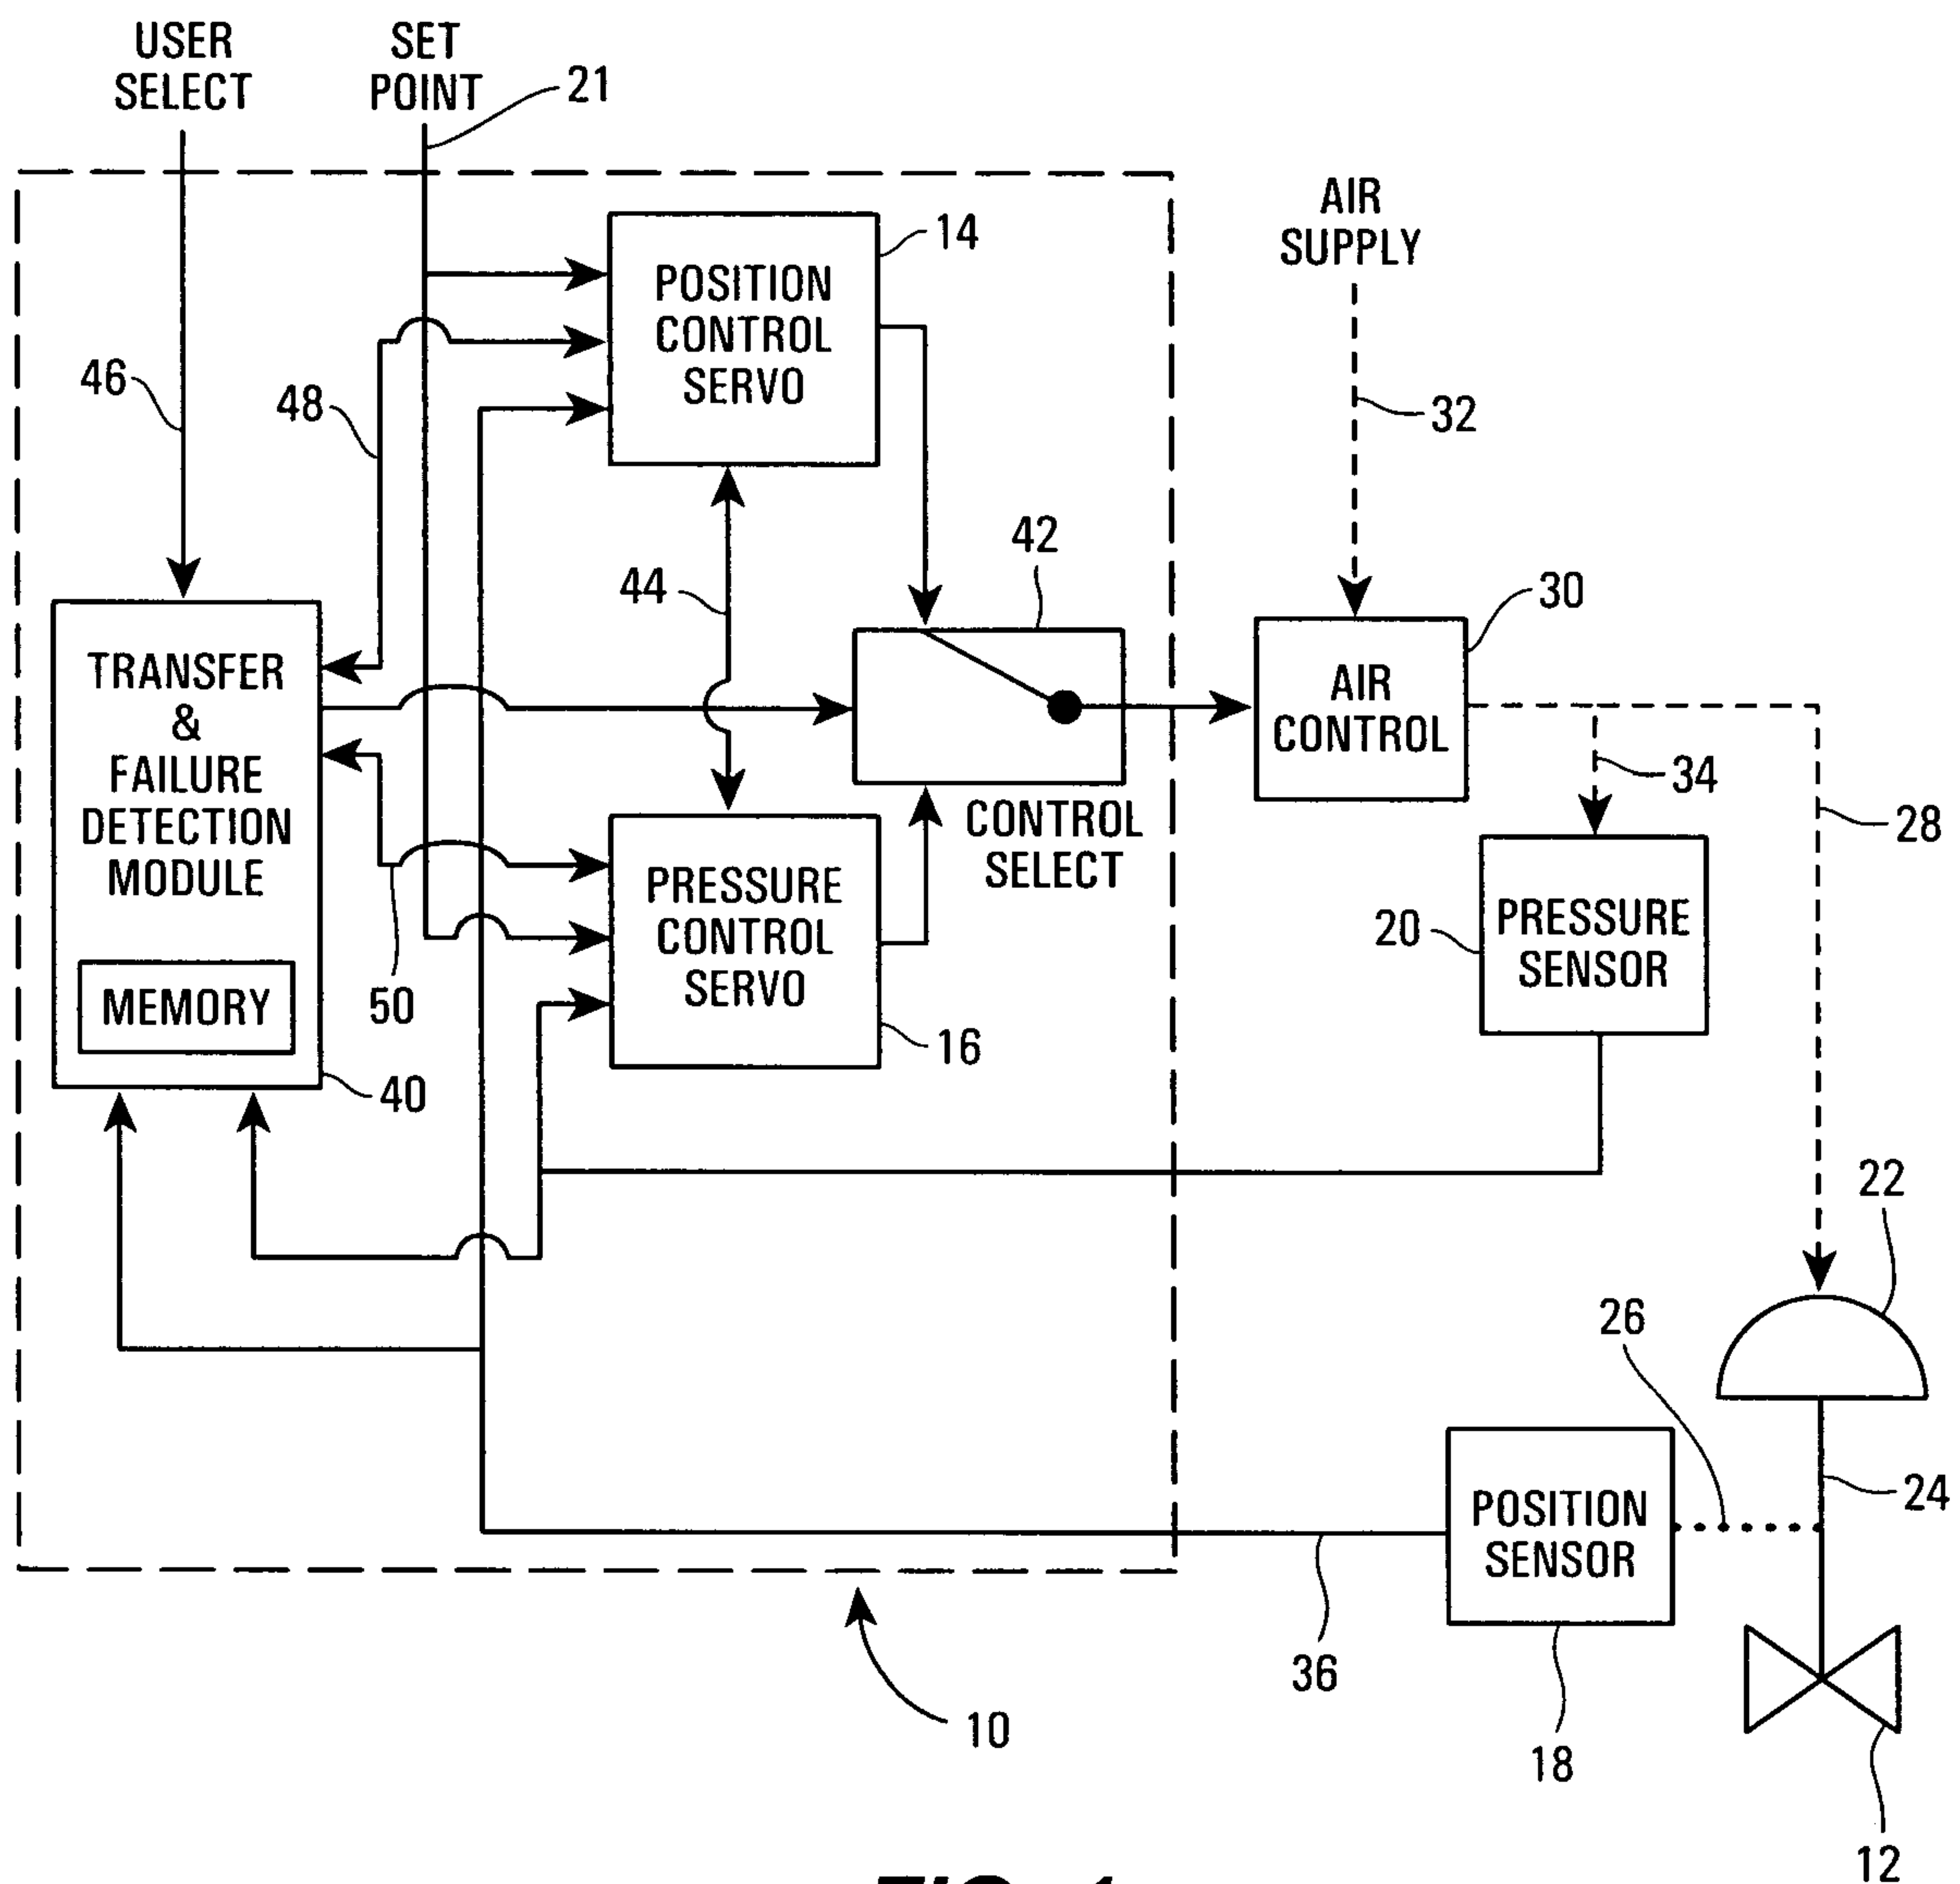 USER
SELECT
SET
POINT
21
14
POSITION
CONTROL
SERVO
AIR
SUPPLY
46
48
32
42
44
30
TRANSFER
&
FAILURE
DETECTION
MODULE
AIR
CONTROL
34
28
CONTROL
SELECT
PRESSURE
CONTROL
SERVO
20
PRESSURE
SENSOR
MEMORY
50
16
40
22
26
24
POSITION
SENSOR
36
10
18
12